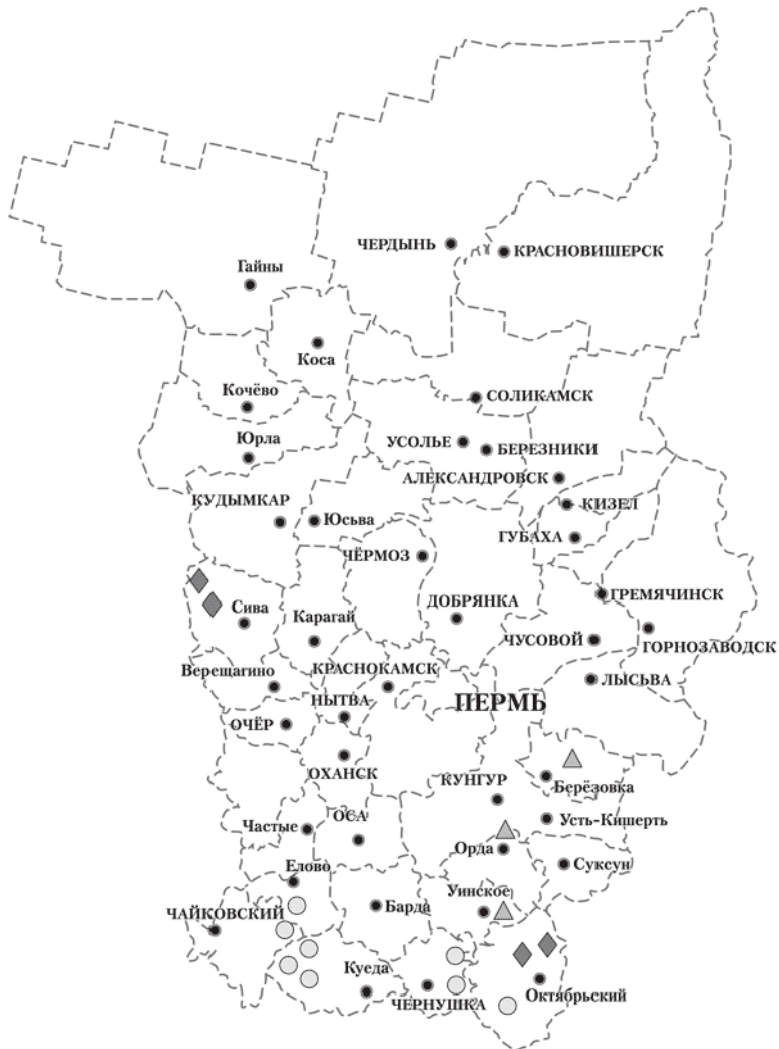 ЧЕРДЫНЬ
КРАСНОВИШЕРСК
Гайны
Коса
Кочёво
СОЛИКАМСК
Юрла
УСОЛЬЕ
БЕРЕЗНИКИ
АЛЕКСАНДРОВСК
КУДЫМКАР
КИЗЕЛ
Юсьва
ГУБАХА
ЧЁРМОЗ
ГРЕМЯЧИНСК
ДОБРЯНКА
Сива
Карагай
ЧУСОВОЙ
ГОРНОЗАВОДСК
Верещагино
КРАСНОКАМСК
ЛЫСЬВА
НЫТВА
ПЕРМЬ
ОЧЁР
ОХАНСК
КУНГУР
Берёзовка
ОСА
Усть-Кишерть
Частые
Орда
Суксун
Елово
Уинское
ЧАЙКОВСКИЙ
Барда
Куеда
ЧЕРНУШКА
Октябрьский